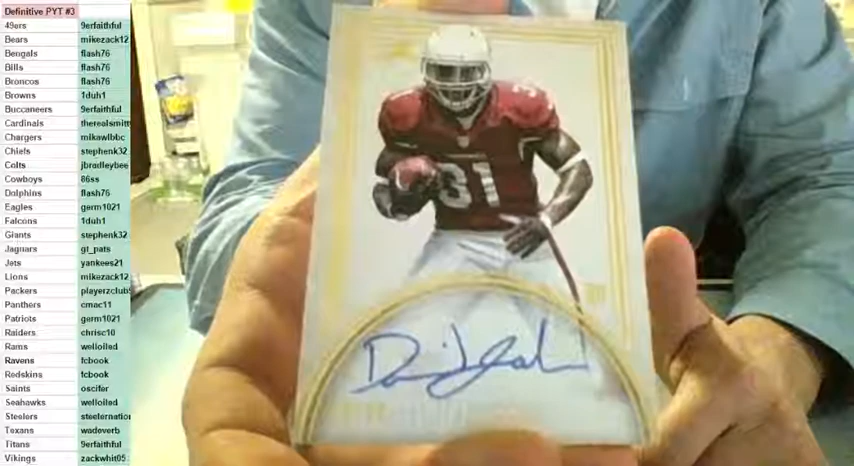 Definitive PYT #3
49ers 9erfaithful
Bears mikezack12
Bengals flash76
Bills flash76
Broncos flash76
Browns 1duh1
Buccaneers 9erfaithful
Cardinals therealsmitty
Chargers mikawlbbc
Chiefs stephenk32
Colts jbradleybee
Cowboys 86ss
Dolphins flash76
Eagles germ1021
Falcons 1duh1
Giants stephenk32
Jaguars gt_pats
Jets yankees21
Lions mikezack12
Packers playerzclub
Panthers cmac11
Patriots germ1021
Raiders chrisc10
Rams welloiled
Ravens fcbook
Redskins fcbook
Saints oscifer
Seahawks welloiled
Steelers steelernation
Texans wadeverb
Titans 9erfaithful
Vikings zackwhit05
31
31